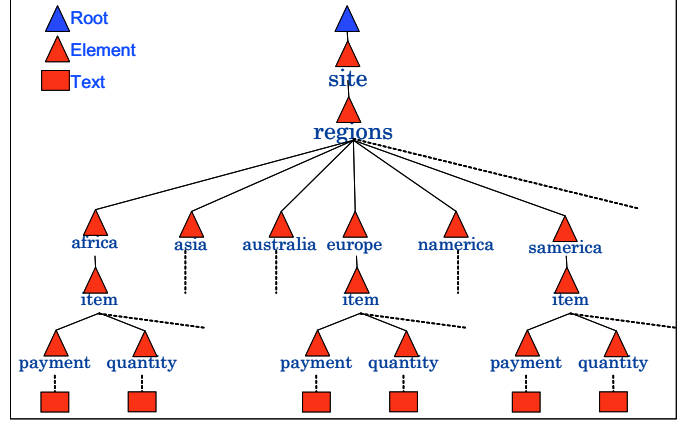 Root
Element
Text
site
regions
africa asia australia europe namerica samerica
item item item
payment quantity payment quantity payment quantity